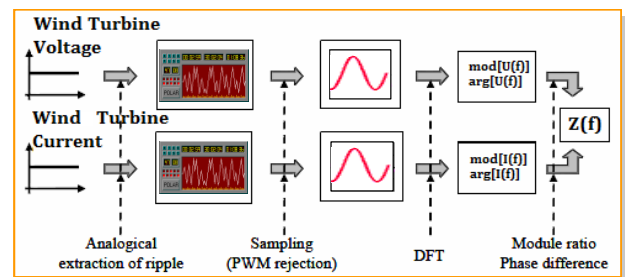 Wind Turbine
Voltage
mod[U(f)]
arg[U(f)]
Z(f)
Wind Turbine
Current
mod[I(f)]
arg[I(f)]
Analogical
extraction of ripple
Sampling
(PWM rejection)
DFT
Module ratio
Phase difference